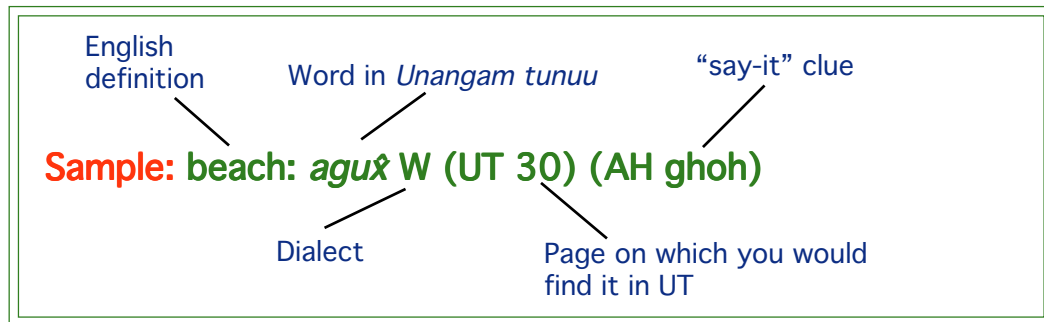 English
definition
Word in Unangam tunuu
“say-it” clue
Sample: beach: agux̂ W (UT 30) (AH ghoh)
Dialect
Page on which you would
find it in UT